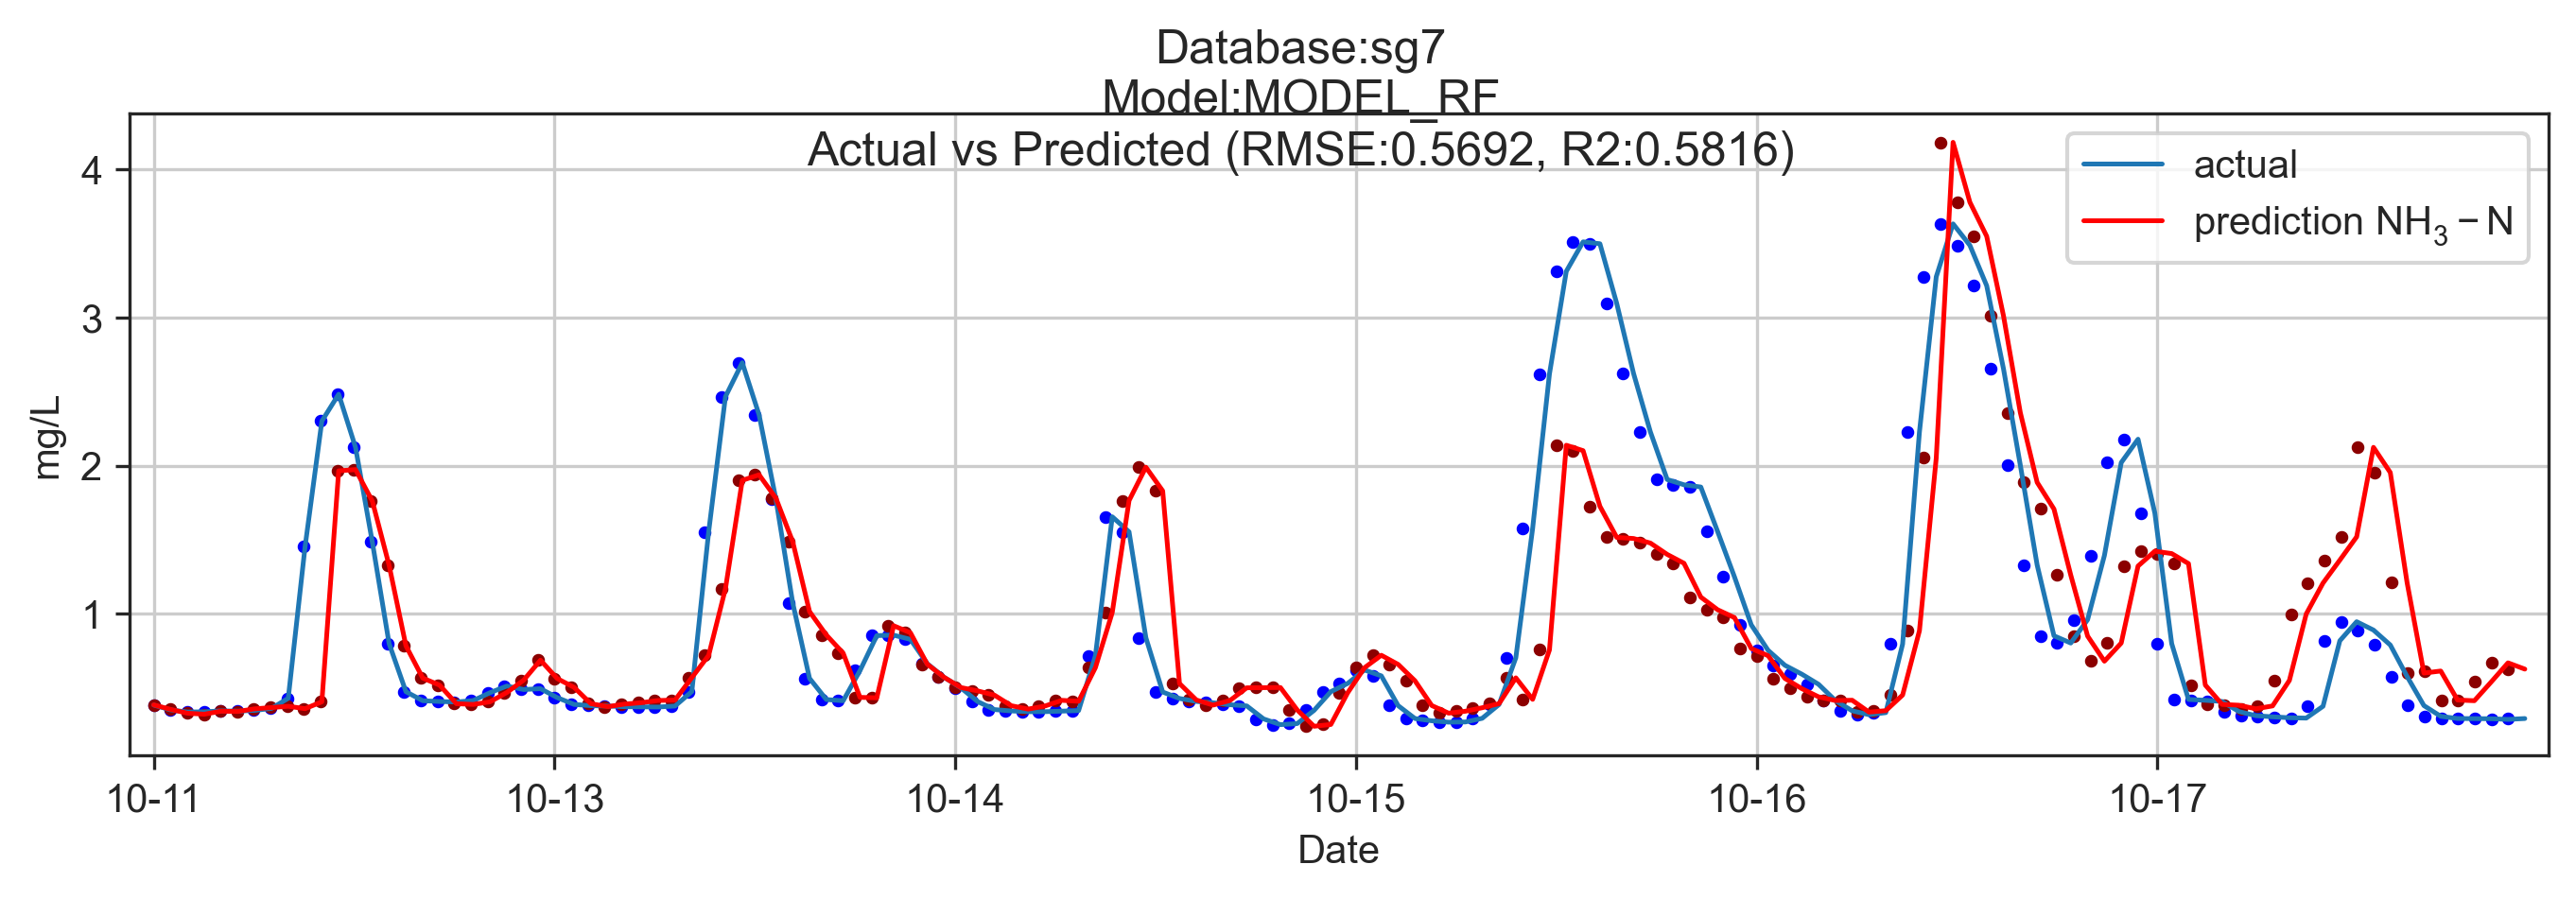 Database:sg7
Model:MODEL_RF
Actual vs Predicted (RMSE:0.5692, R2:0.5816)
actual
prediction NH₃ − N
4
3
2
1
mg/L
10-11 10-13 10-14 10-15 10-16 10-17
Date